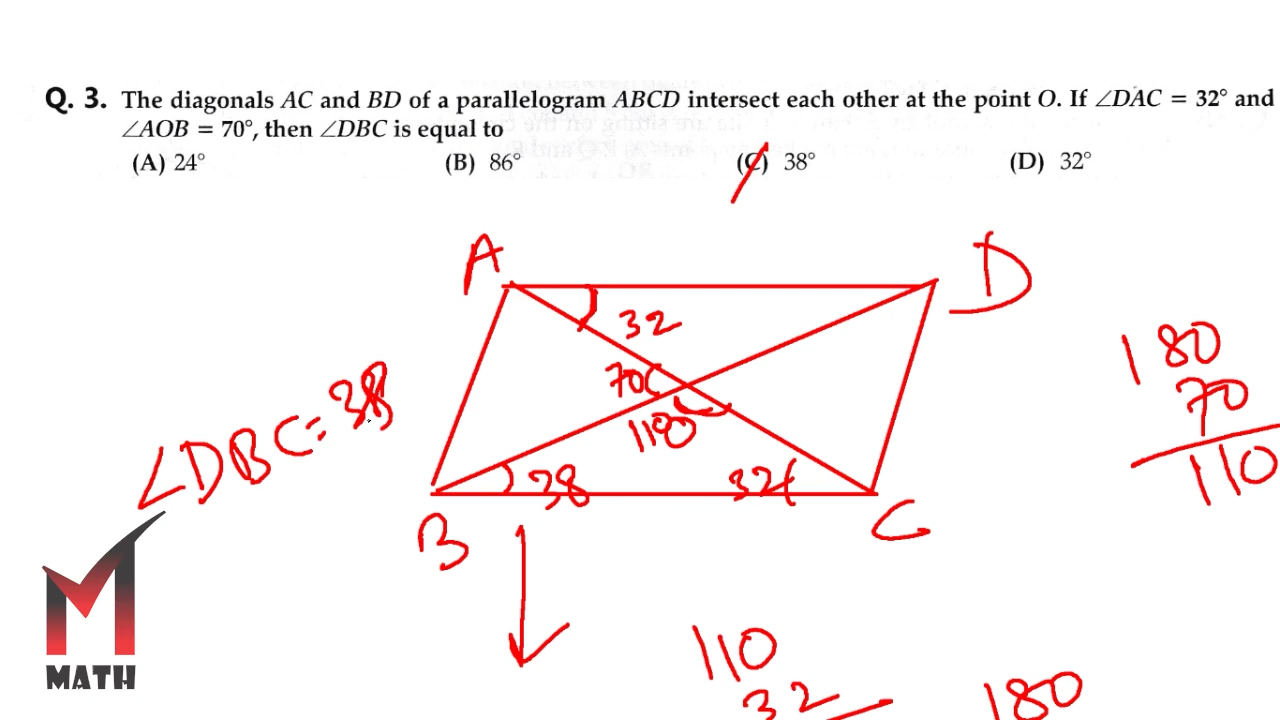 Q. 3. The diagonals AC and BD of a parallelogram ABCD intersect each other at the point O. If ∠DAC = 32° and
∠AOB = 70°, then ∠DBC is equal to
(A) 24° (B) 86° (C) 38° (D) 32°
A
D
32
180
70
70
∠DBC=38
110
110
38
32
B
C
110
32
180
MATH